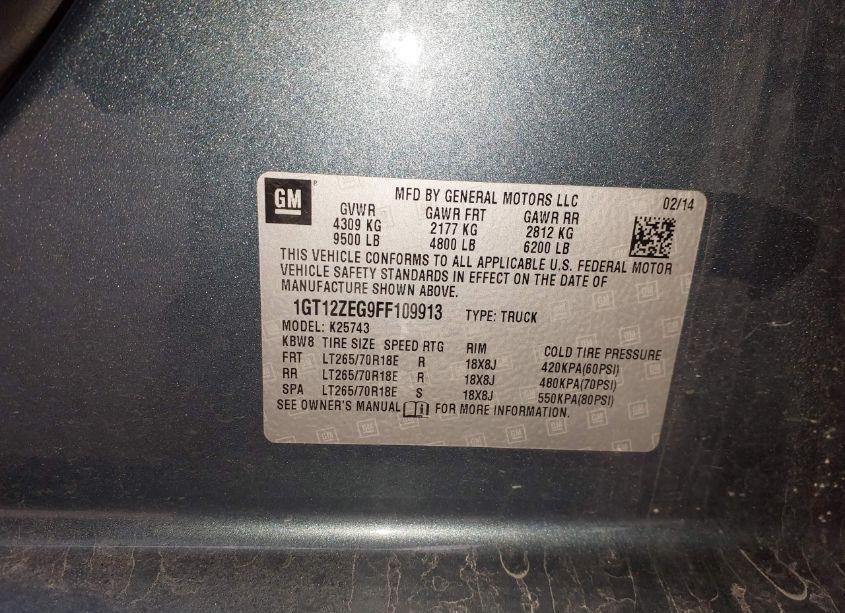 GM
MFD BY GENERAL MOTORS LLC 02/14
GVWR GAWR FRT GAWR RR
4309 KG 2177 KG 2812 KG
9500 LB 4800 LB 6200 LB
THIS VEHICLE CONFORMS TO ALL APPLICABLE U.S. FEDERAL MOTOR
VEHICLE SAFETY STANDARDS IN EFFECT ON THE DATE OF
MANUFACTURE SHOWN ABOVE.
1GT12ZEG9FF109913 TYPE: TRUCK
MODEL: K25743
KBW8 TIRE SIZE SPEED RTG RIM COLD TIRE PRESSURE
FRT LT265/70R18E R 18X8J 420KPA(60PSI)
RR LT265/70R18E R 18X8J 480KPA(70PSI)
SPA LT265/70R18E S 18X8J 550KPA(80PSI)
SEE OWNER'S MANUAL FOR MORE INFORMATION.